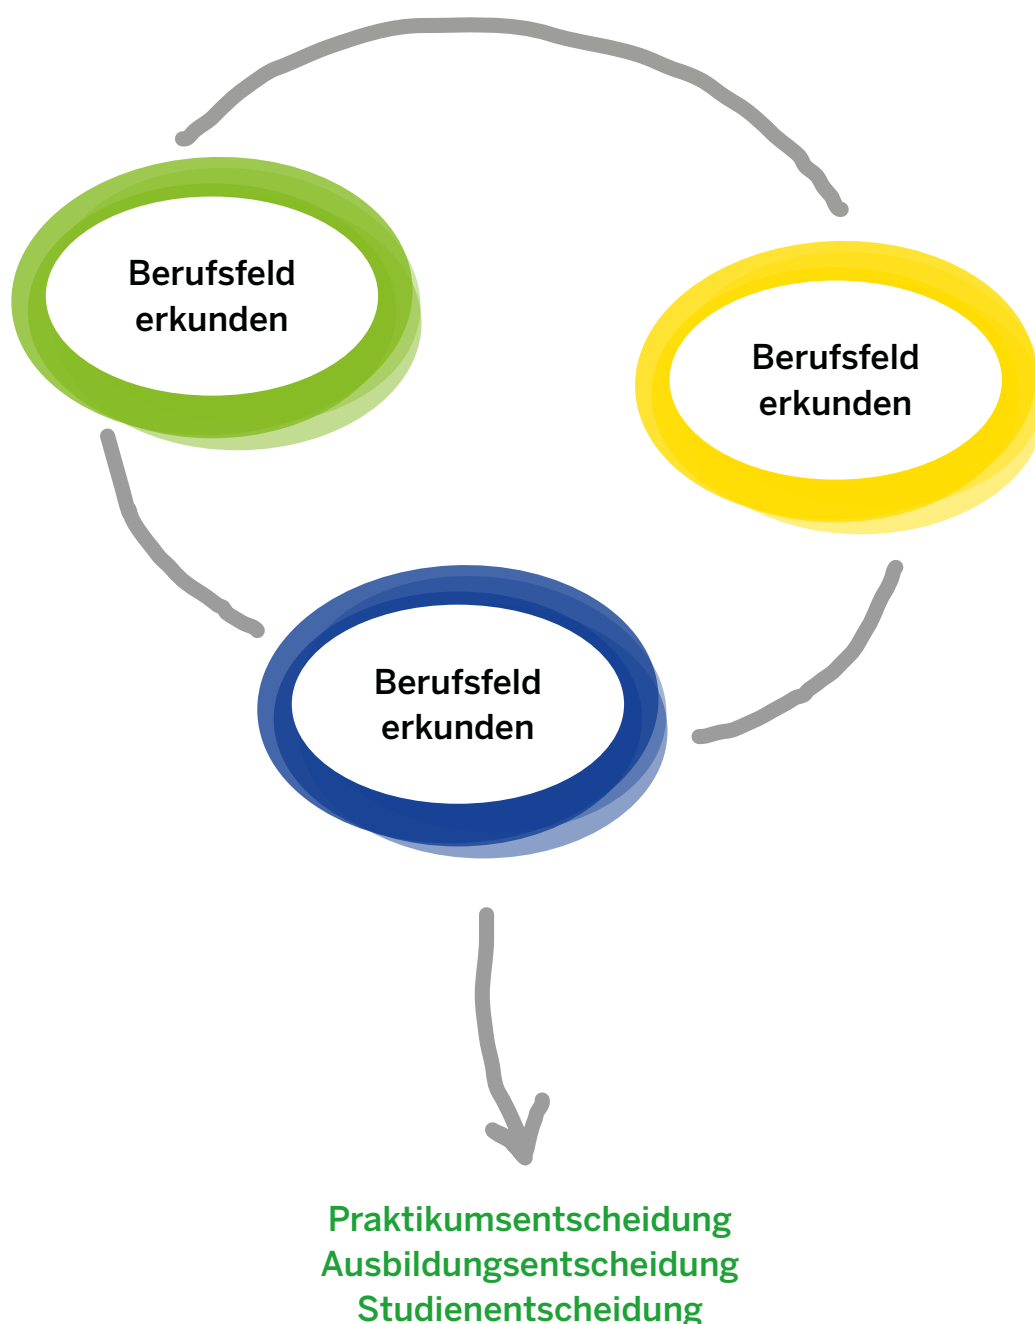 Berufsfeld
erkunden
Berufsfeld
erkunden
Berufsfeld
erkunden
Praktikumsentscheidung
Ausbildungsentscheidung
Studienentscheidung